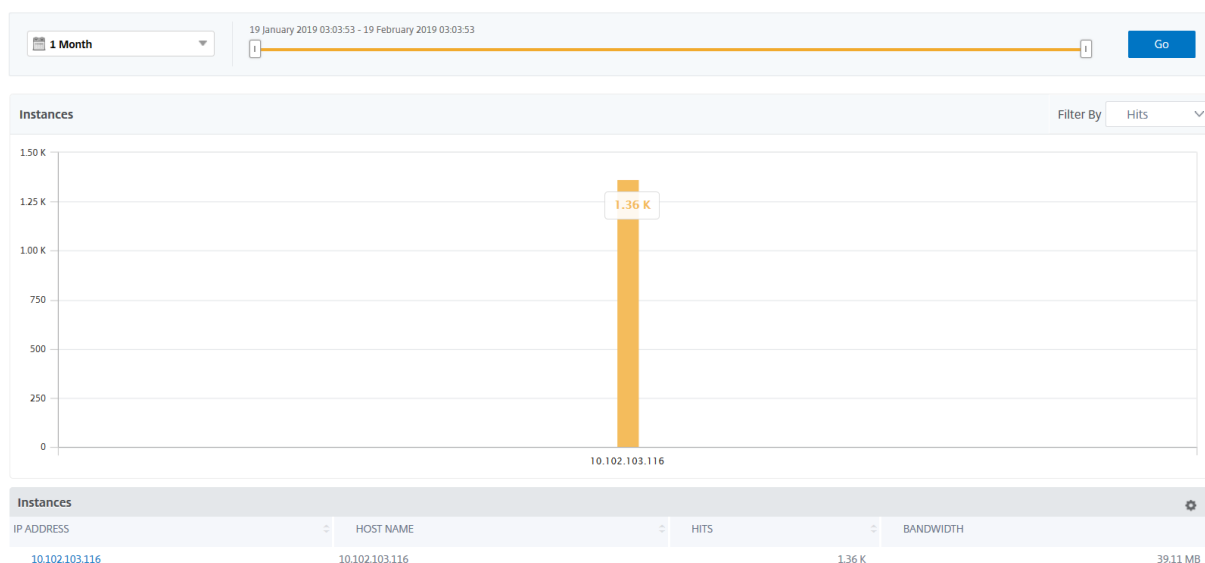 1 Month
19 January 2019 03:03:53 - 19 February 2019 03:03:53
Go
Instances
Filter By Hits
1.50 K
1.25 K
1.36 K
1.00 K
750
500
250
0
10.102.103.116
Instances
IP ADDRESS HOST NAME HITS BANDWIDTH
10.102.103.116 10.102.103.116 1.36 K 39.11 MB